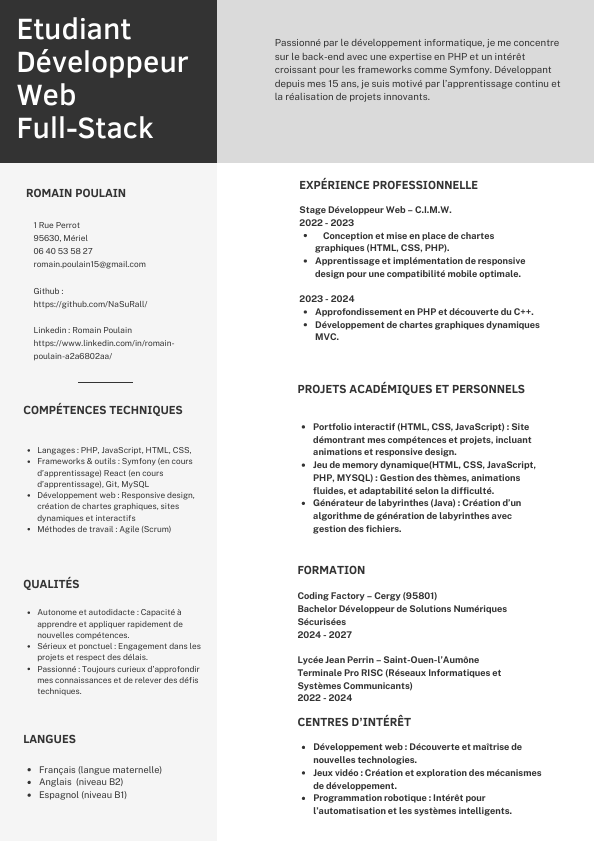 Etudiant
Développeur
Web
Full-Stack
Passionné par le développement informatique, je me concentre
sur le back-end avec une expertise en PHP et un intérêt
croissant pour les frameworks comme Symfony. Développant
depuis mes 15 ans, je suis motivé par l'apprentissage continu et
la réalisation de projets innovants.
ROMAIN POULAIN
1 Rue Perrot
95630, Mériel
06 40 53 58 27
romain.poulain15@gmail.com
Github :
https://github.com/NaSuRall/
Linkedin : Romain Poulain
https://www.linkedin.com/in/romain-
poulain-a2a6802aa/
COMPÉTENCES TECHNIQUES
• Langages : PHP, JavaScript, HTML, CSS,
• Frameworks & outils : Symfony (en cours
d'apprentissage) React (en cours
d'apprentissage), Git, MySQL
• Développement web : Responsive design,
création de chartes graphiques, sites
dynamiques et interactifs
• Méthodes de travail : Agile (Scrum)
QUALITÉS
• Autonome et autodidacte : Capacité à
apprendre et appliquer rapidement de
nouvelles compétences.
• Sérieux et ponctuel : Engagement dans les
projets et respect des délais.
• Passionné : Toujours curieux d'approfondir
mes connaissances et de relever des défis
techniques.
LANGUES
• Français (langue maternelle)
• Anglais (niveau B2)
• Espagnol (niveau B1)
EXPÉRIENCE PROFESSIONNELLE
Stage Développeur Web – C.I.M.W.
2022 - 2023
• Conception et mise en place de chartes
graphiques (HTML, CSS, PHP).
• Apprentissage et implémentation de responsive
design pour une compatibilité mobile optimale.
2023 - 2024
• Approfondissement en PHP et découverte du C++.
• Développement de chartes graphiques dynamiques
MVC.
PROJETS ACADÉMIQUES ET PERSONNELS
• Portfolio interactif (HTML, CSS, JavaScript) : Site
démontrant mes compétences et projets, incluant
animations et responsive design.
• Jeu de memory dynamique(HTML, CSS, JavaScript,
PHP, MYSQL) : Gestion des thèmes, animations
fluides, et adaptabilité selon la difficulté.
• Générateur de labyrinthes (Java) : Création d'un
algorithme de génération de labyrinthes avec
gestion des fichiers.
FORMATION
Coding Factory – Cergy (95801)
Bachelor Développeur de Solutions Numériques
Sécurisées
2024 - 2027
Lycée Jean Perrin – Saint-Ouen-l'Aumône
Terminale Pro RISC (Réseaux Informatiques et
Systèmes Communicants)
2022 - 2024
CENTRES D'INTÉRÊT
• Développement web : Découverte et maîtrise de
nouvelles technologies.
• Jeux vidéo : Création et exploration des mécanismes
de développement.
• Programmation robotique : Intérêt pour
l'automatisation et les systèmes intelligents.